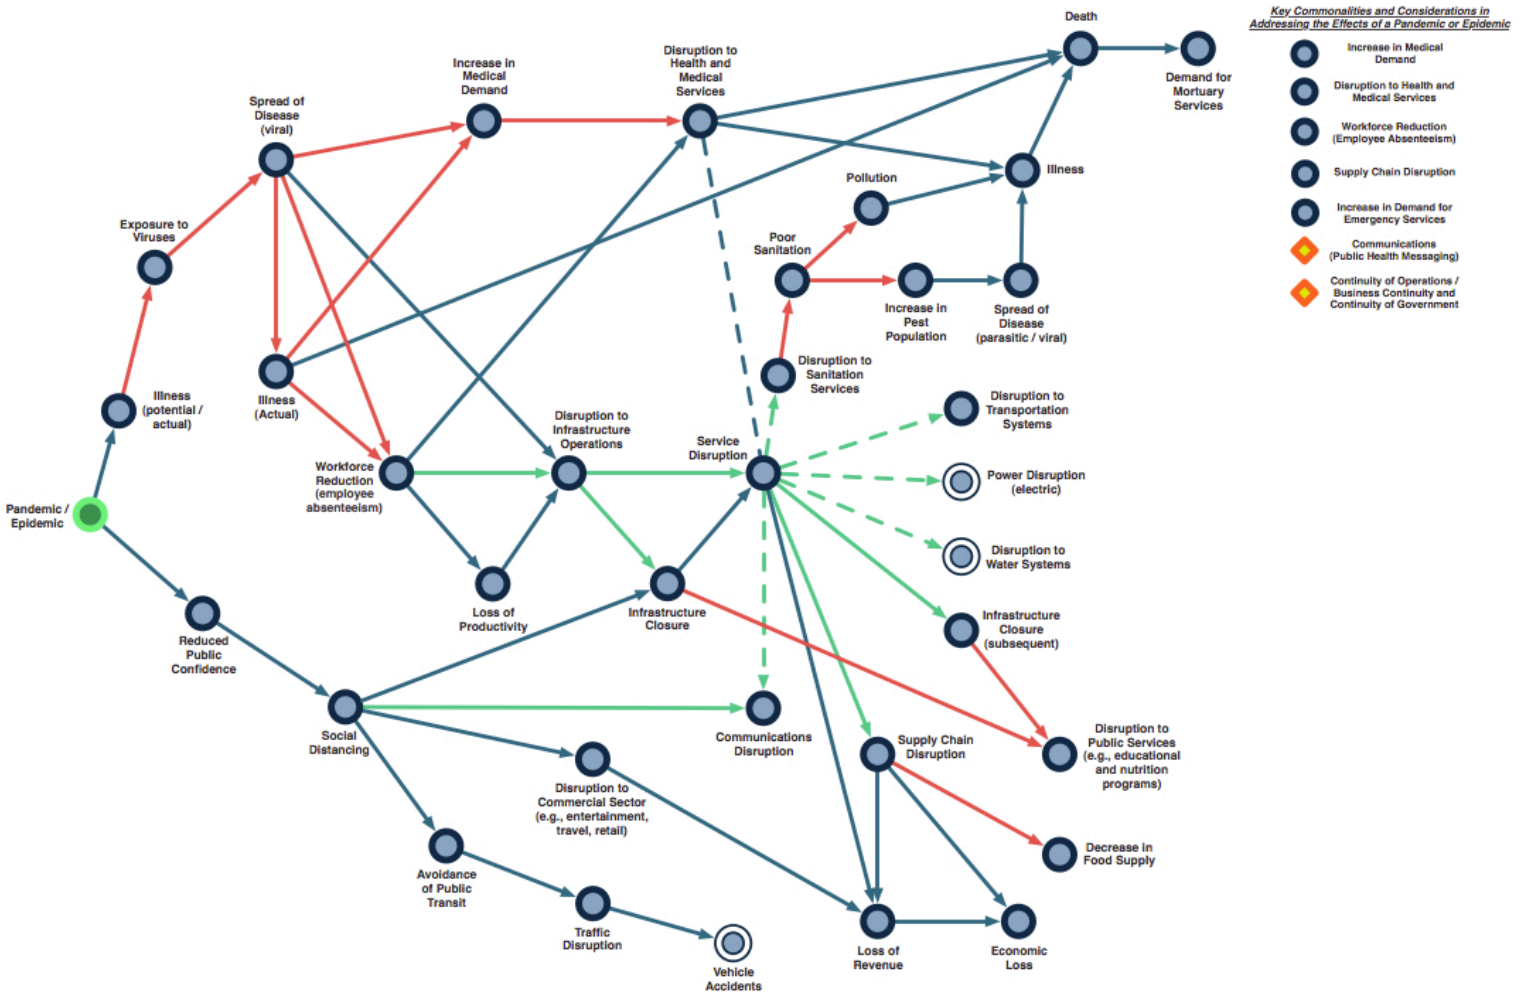 Key Commonalities and Considerations in
Addressing the Effects of a Pandemic or Epidemic
Increase in Medical
Demand
Disruption to Health and
Medical Services
Workforce Reduction
(Employee Absenteeism)
Supply Chain Disruption
Increase in Demand for
Emergency Services
Communications
(Public Health Messaging)
Continuity of Operations /
Business Continuity and
Continuity of Government
Death
Demand for
Mortuary
Services
Disruption to
Health and
Medical
Services
Increase in
Medical
Demand
Spread of
Disease
(viral)
Illness
Pollution
Poor
Sanitation
Exposure to
Viruses
Increase in
Pest
Population
Spread of
Disease
(parasitic / viral)
Disruption to
Sanitation
Services
Illness
(potential /
actual)
Illness
(Actual)
Disruption to
Infrastructure
Operations
Service
Disruption
Disruption to
Transportation
Systems
Workforce
Reduction
(employee
absenteeism)
Power Disruption
(electric)
Pandemic /
Epidemic
Disruption to
Water Systems
Loss of
Productivity
Infrastructure
Closure
Infrastructure
Closure
(subsequent)
Reduced
Public
Confidence
Social
Distancing
Communications
Disruption
Supply Chain
Disruption
Disruption to
Public Services
(e.g., educational
and nutrition
programs)
Disruption to
Commercial Sector
(e.g., entertainment,
travel, retail)
Decrease in
Food Supply
Avoidance
of Public
Transit
Traffic
Disruption
Loss of
Revenue
Economic
Loss
Vehicle
Accidents